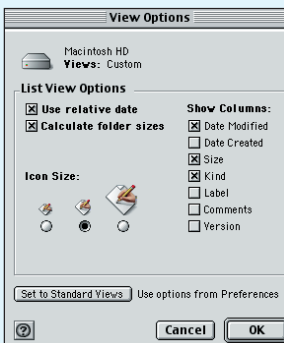 View Options
Macintosh HD
Views: Custom
List View Options
Use relative date
Calculate folder sizes
Icon Size:
Show Columns:
Date Modified
Date Created
Size
Kind
Label
Comments
Version
Set to Standard Views
Use options from Preferences
?
Cancel
OK